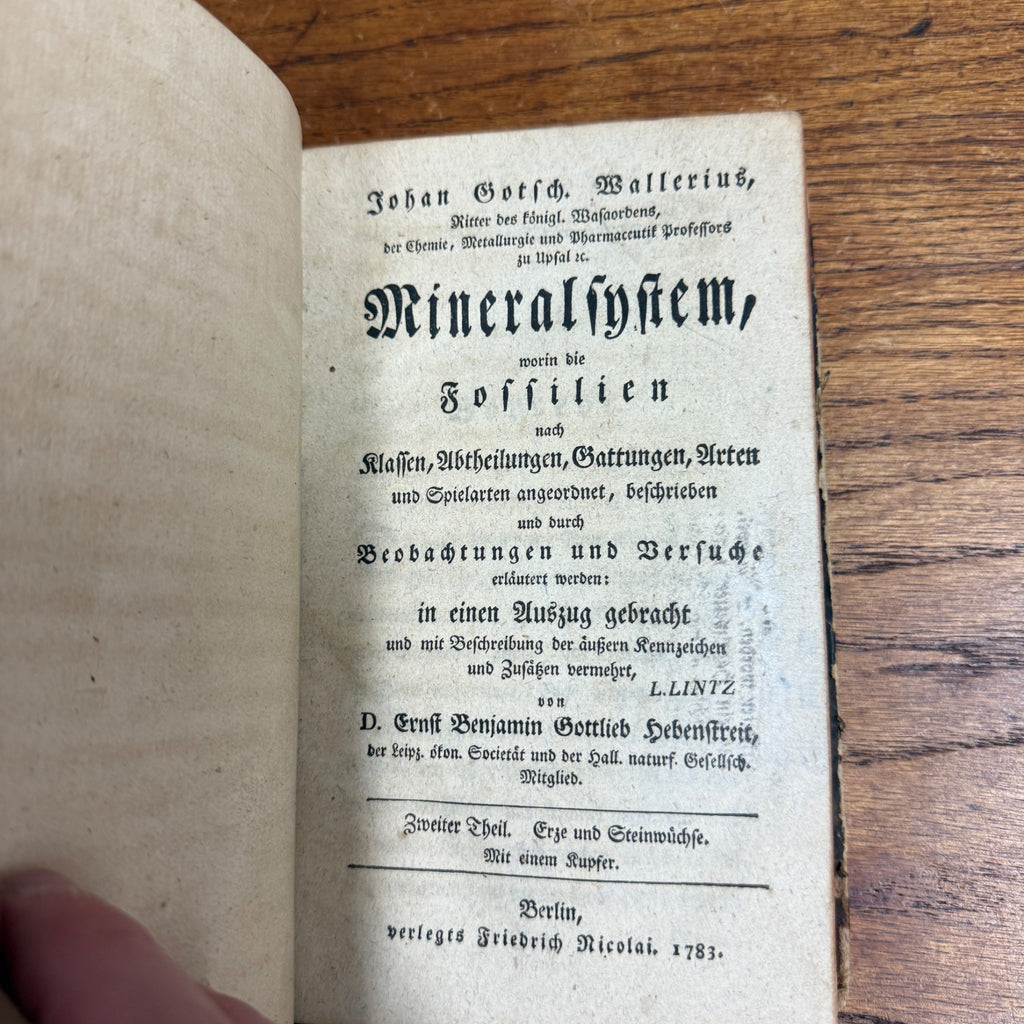 Johan Gotſch. Wallerius,
Ritter des königl. Waſaordens,
der Chemie, Metallurgie und Pharmaceutik Profeſſors
zu Upſal ꝛc.
Mineralſyſtem,
worin die
Foſſilien
nach
Klaſſen, Abtheilungen, Gattungen, Arten
und Spielarten angeordnet, beſchrieben
und durch
Beobachtungen und Verſuche
erläutert werden:
in einen Auszug gebracht
und mit Beſchreibung der äußern Kennzeichen
und Zuſätzen vermehrt,
L.LINTZ
von
D. Ernſt Benjamin Gottlieb Hebenſtreit,
der Leipz. ökon. Societät und der Hall. naturf. Geſellſch.
Mitglied.
Zweiter Theil. Erze und Steinwüchſe.
Mit einem Kupfer.
Berlin,
verlegts Friedrich Nicolai. 1783.